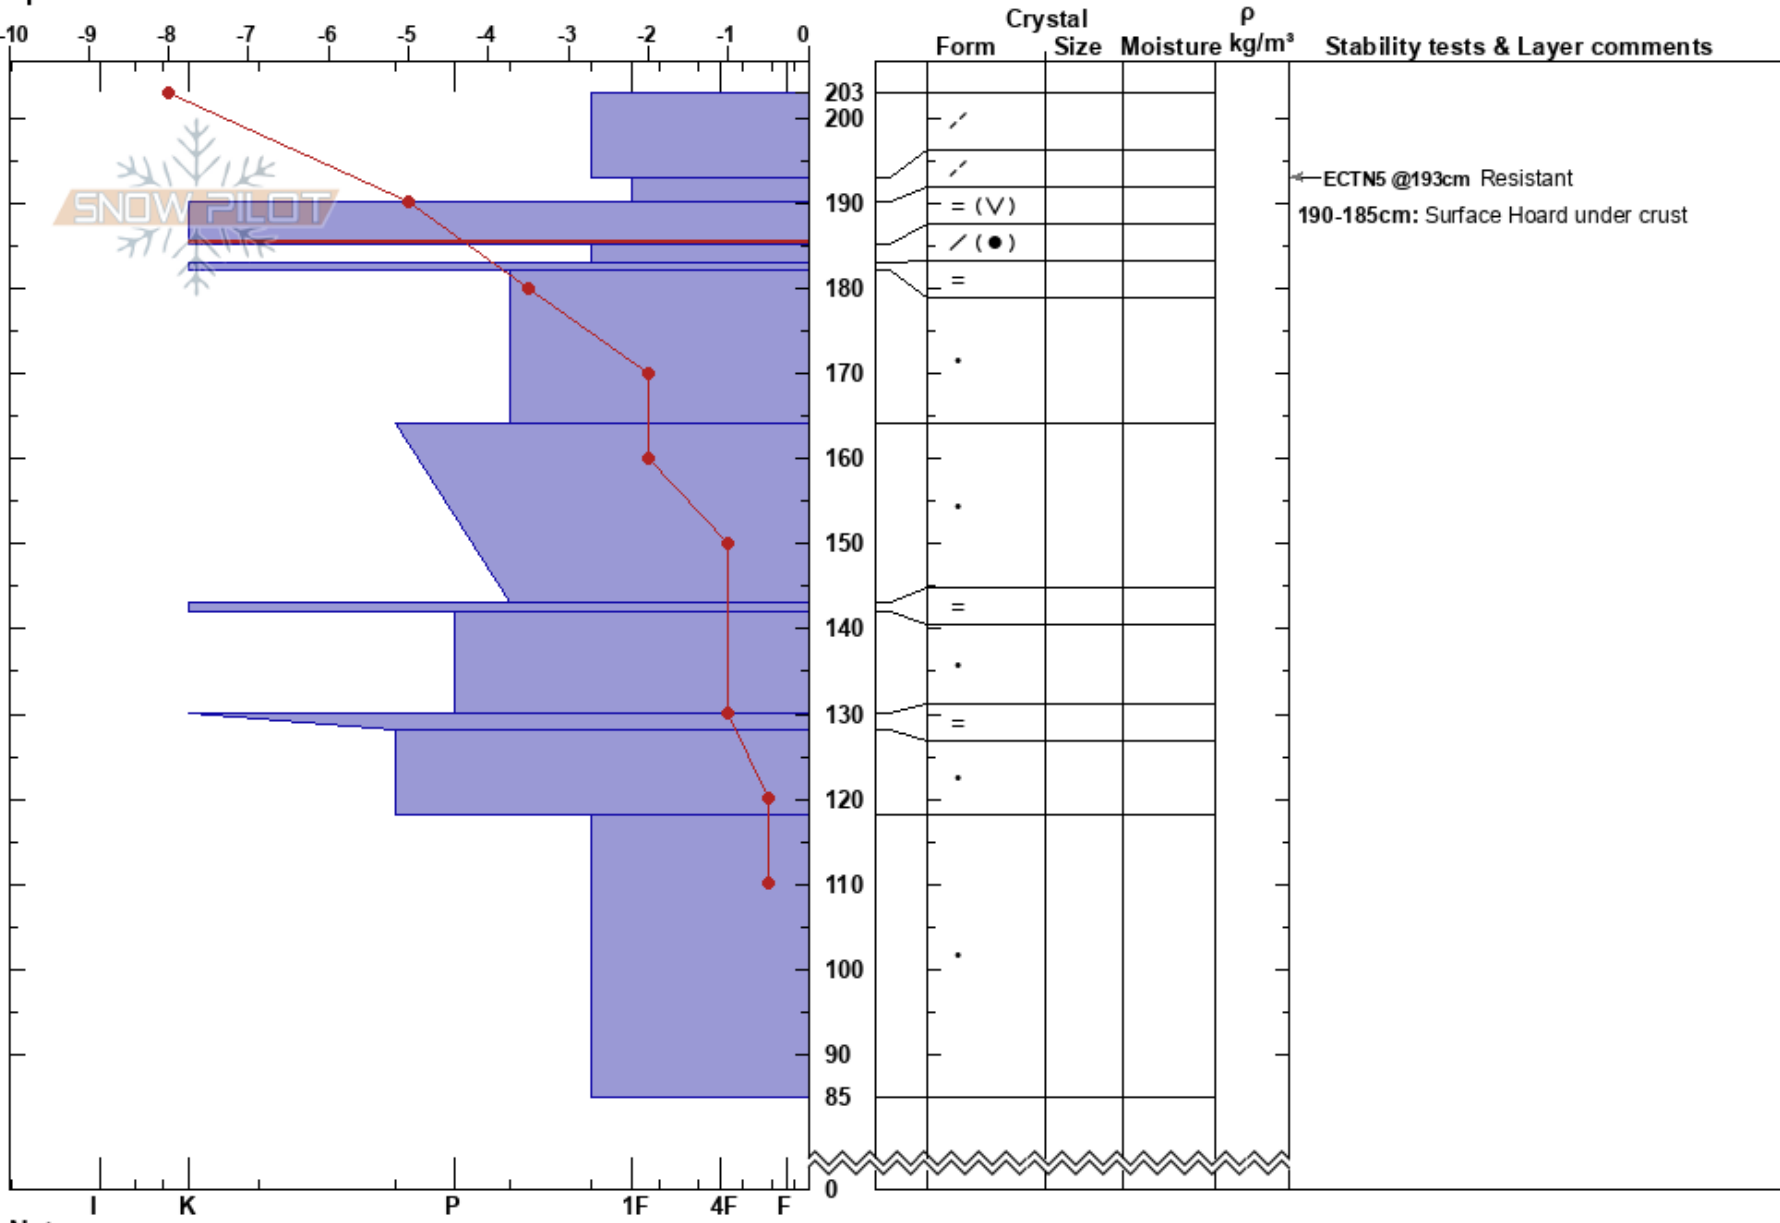 -10 -9 -8 -7 -6 -5 -4 -3 -2 -1 0
Crystal
Form Size Moisture
ρ
kg/m³
Stability tests & Layer comments
203
200
ECTN5 @193cm Resistant
SNOW PILOT
190
= (V)
190-185cm: Surface Hoard under crust
/ (●)
=
180
170
160
150
=
140
130
=
120
110
100
90
85
0
I K P 1F 4F F